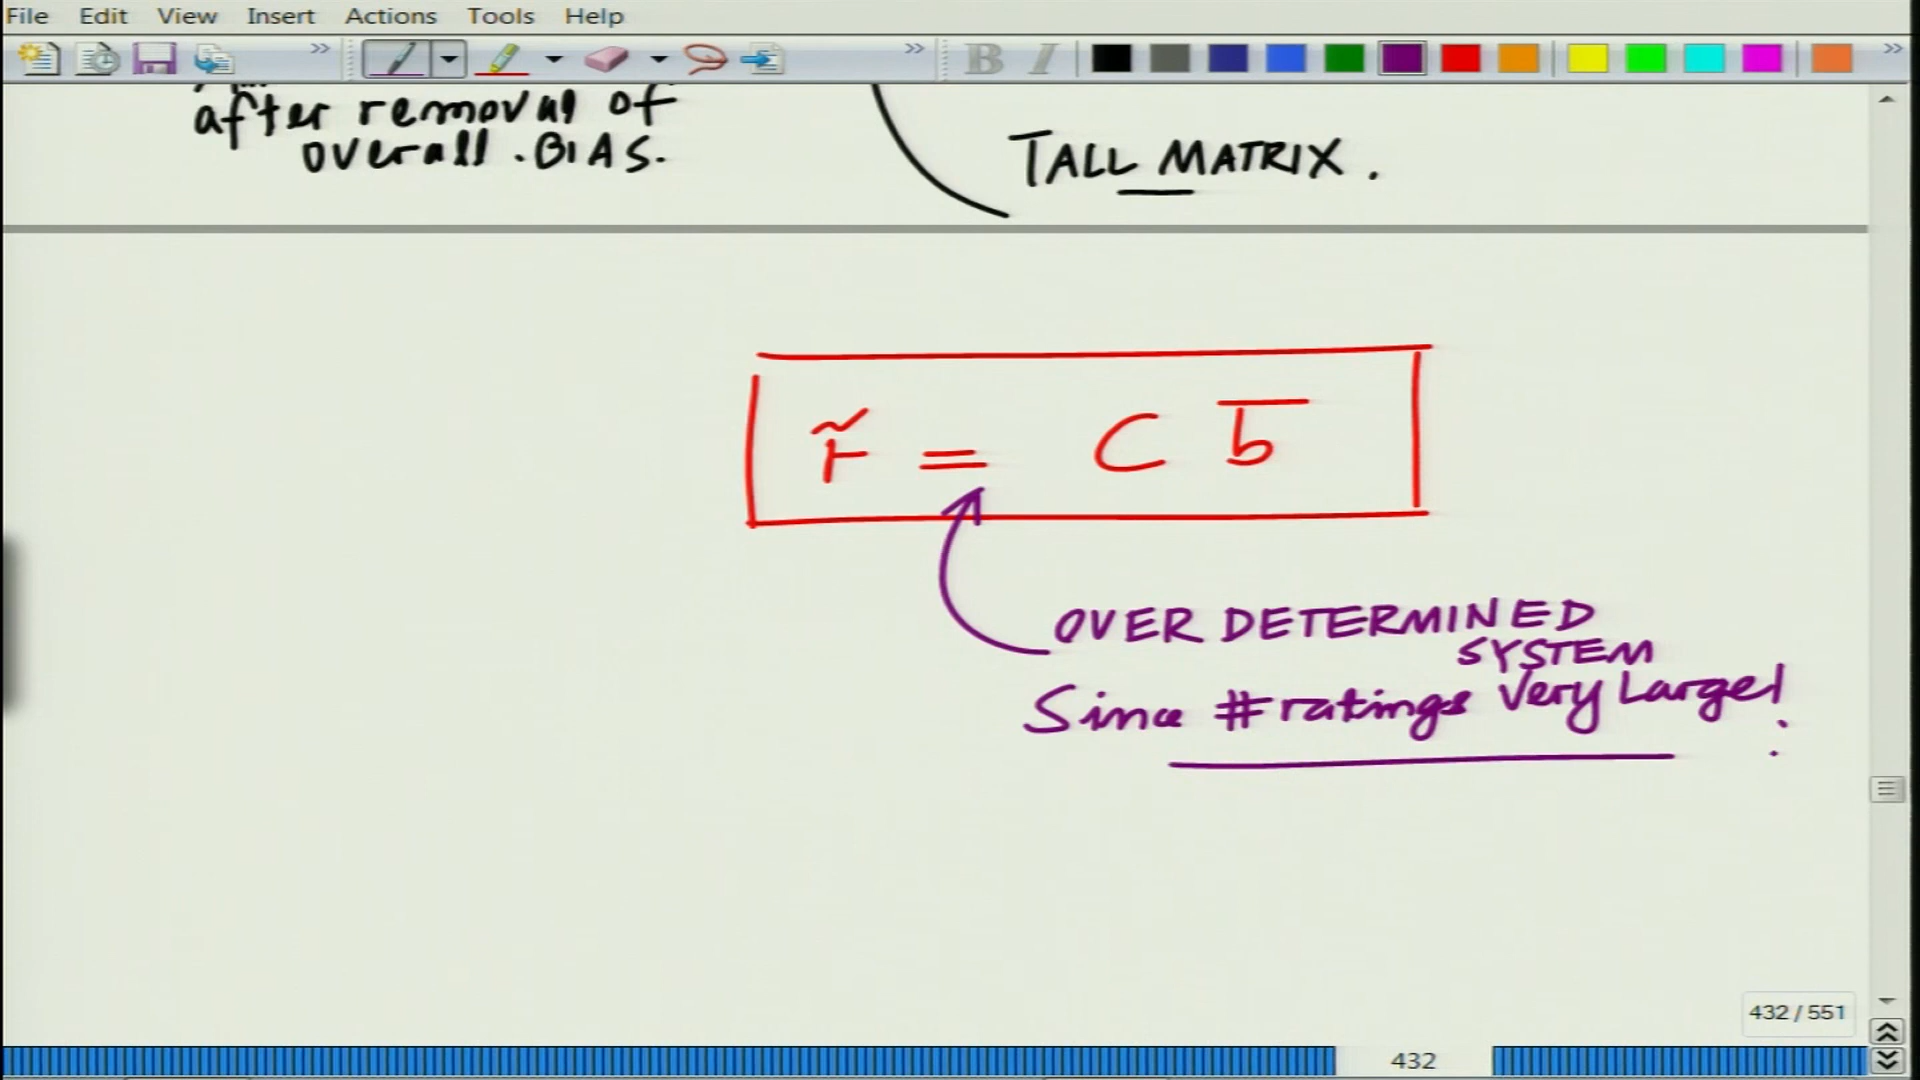 File Edit View Insert Actions Tools Help
B I
after removal of
overall . BIAS.
TALL MATRIX .
r̃ = C b̅
OVER DETERMINED
SYSTEM
Since #ratings Very Large!
432 / 551
432